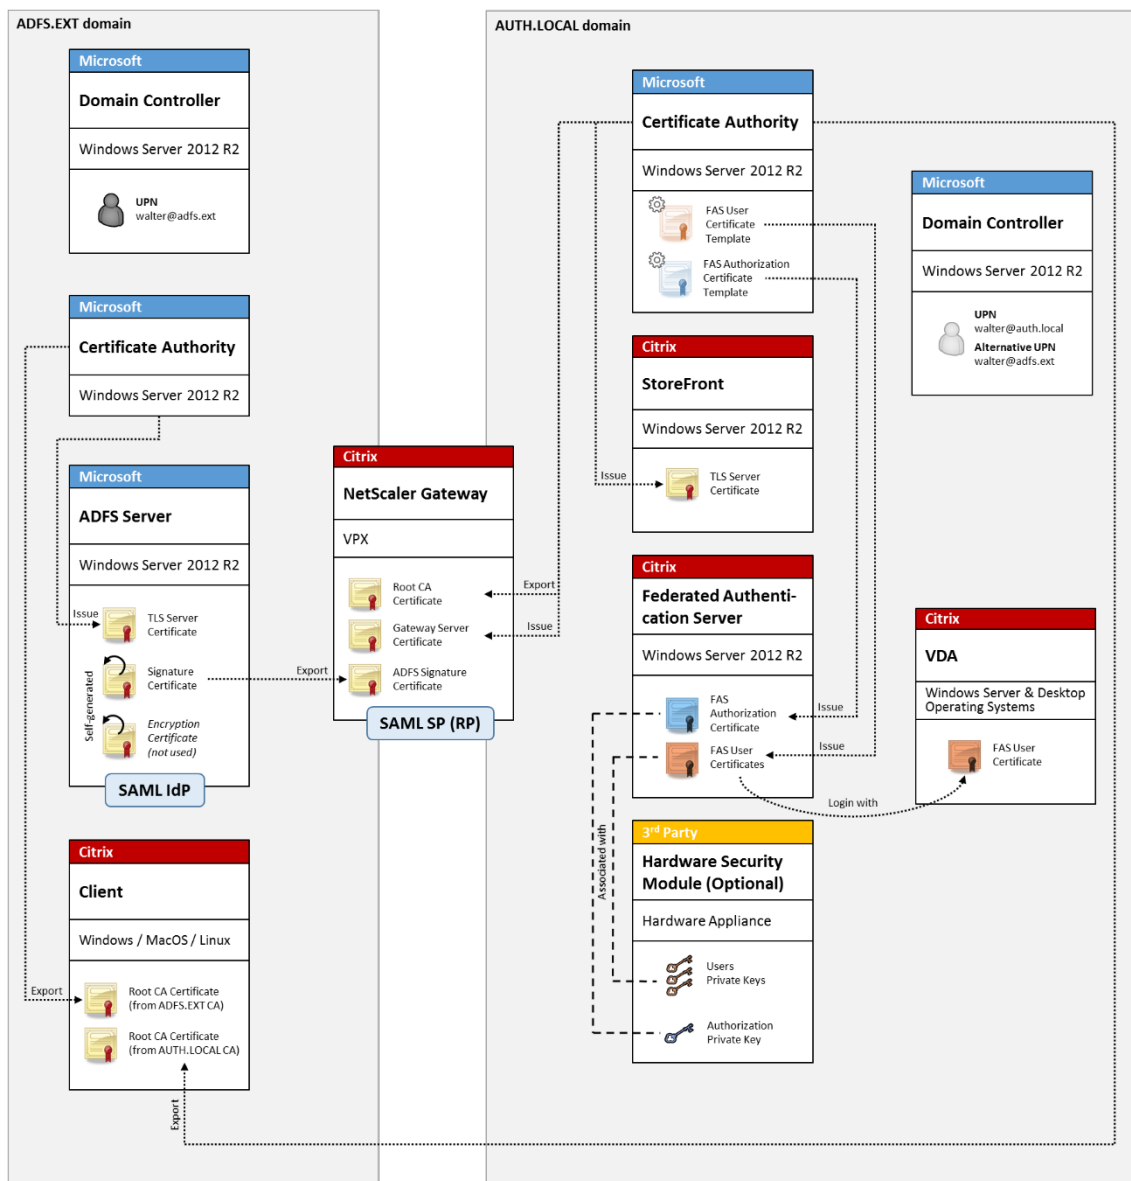 ADFS.EXT domain
Microsoft
Domain Controller
Windows Server 2012 R2
UPN
walter@adfs.ext
Microsoft
Certificate Authority
Windows Server 2012 R2
Microsoft
ADFS Server
Windows Server 2012 R2
Issue
TLS Server
Certificate
Self-generated
Signature
Certificate
Encryption
Certificate
(not used)
SAML IdP
Export
Citrix
Client
Windows / MacOS / Linux
Export
Root CA Certificate
(from ADFS.EXT CA)
Root CA Certificate
(from AUTH.LOCAL CA)
Export
Citrix
NetScaler Gateway
VPX
Root CA
Certificate
Gateway Server
Certificate
ADFS Signature
Certificate
SAML SP (RP)
Export
Issue
AUTH.LOCAL domain
Microsoft
Certificate Authority
Windows Server 2012 R2
FAS User
Certificate
Template
FAS Authorization
Certificate
Template
Citrix
StoreFront
Windows Server 2012 R2
Issue
TLS Server
Certificate
Citrix
Federated Authenti-
cation Server
Windows Server 2012 R2
FAS
Authorization
Certificate
Issue
FAS User
Certificates
Issue
Login with
Associated with
3rd Party
Hardware Security
Module (Optional)
Hardware Appliance
Users
Private Keys
Authorization
Private Key
Microsoft
Domain Controller
Windows Server 2012 R2
UPN
walter@auth.local
Alternative UPN
walter@adfs.ext
Citrix
VDA
Windows Server & Desktop
Operating Systems
FAS User
Certificate